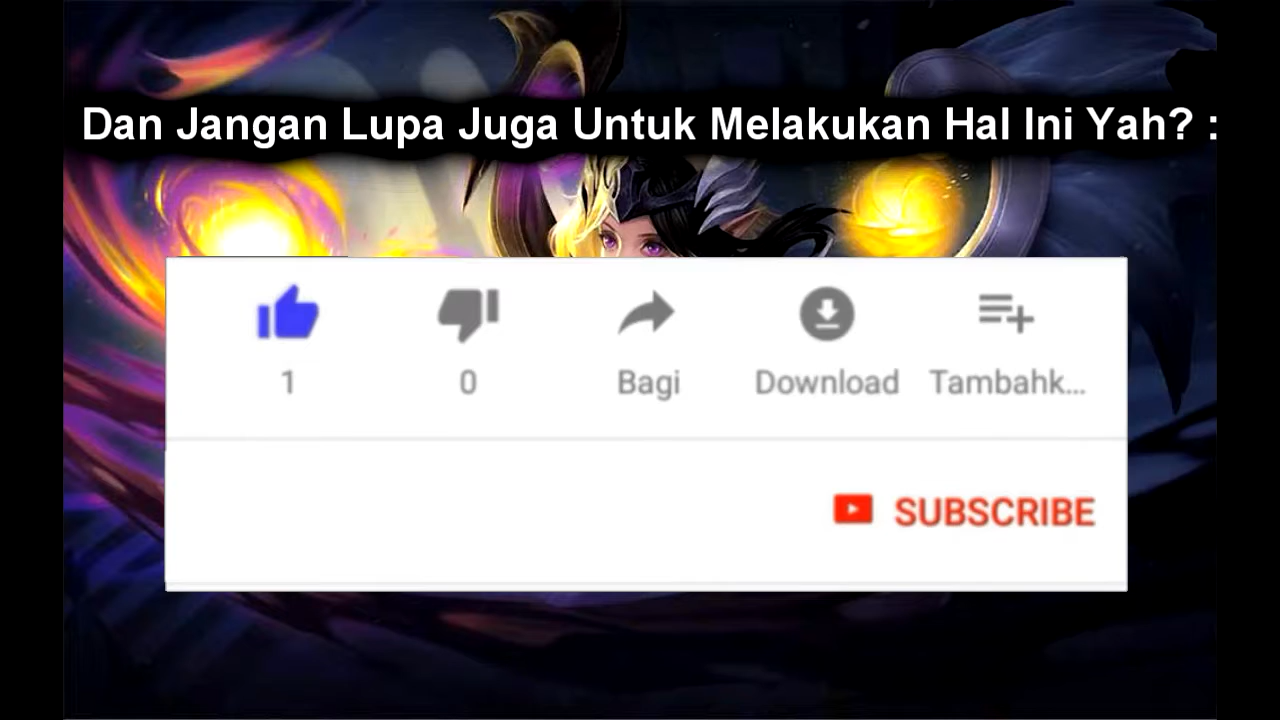 Dan Jangan Lupa Juga Untuk Melakukan Hal Ini Yah? :
1 0 Bagi Download Tambahk...
SUBSCRIBE